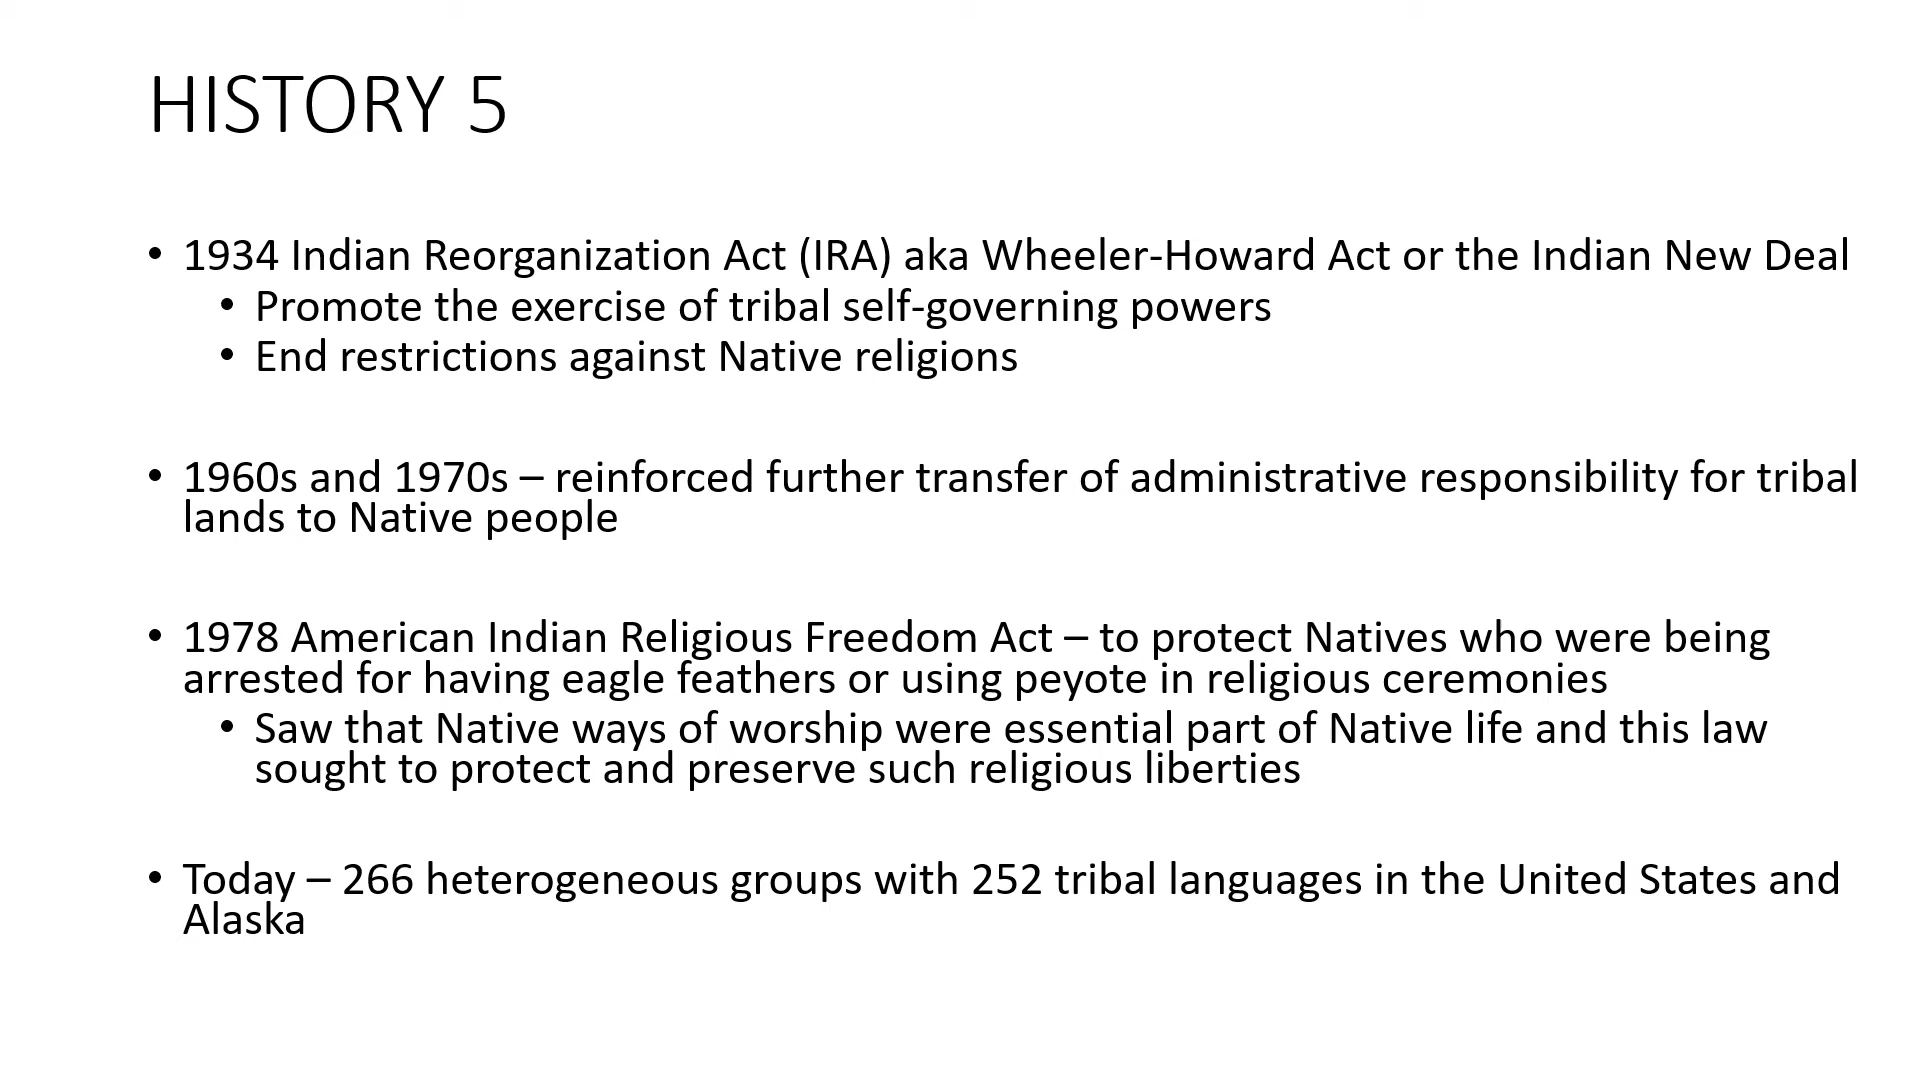 HISTORY 5
• 1934 Indian Reorganization Act (IRA) aka Wheeler-Howard Act or the Indian New Deal
• Promote the exercise of tribal self-governing powers
• End restrictions against Native religions
• 1960s and 1970s – reinforced further transfer of administrative responsibility for tribal
lands to Native people
• 1978 American Indian Religious Freedom Act – to protect Natives who were being
arrested for having eagle feathers or using peyote in religious ceremonies
• Saw that Native ways of worship were essential part of Native life and this law
sought to protect and preserve such religious liberties
• Today – 266 heterogeneous groups with 252 tribal languages in the United States and
Alaska